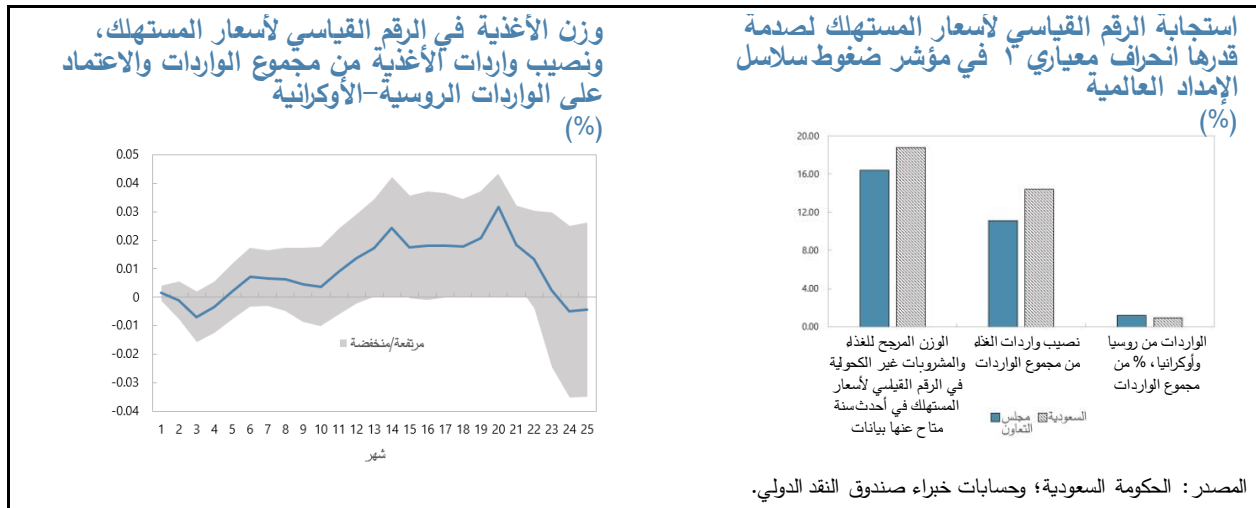 استجابة الرقم القياسي لأسعار المستهلك لصدمة
قدرها انحراف معياري ١ في مؤشر ضغوط سلاسل
الإمداد العالمية
(%)
20.00
16.00
12.00
8.00
4.00
0.00
الوزن المرجح للغذاء
والمشروبات غير الكحولية
في الرقم القياسي لأسعار
المستهلك في أحدث سنة
متاح عنها بيانات
نصيب واردات الغذاء
من مجموع الواردات
الواردات من روسيا
وأوكرانيا، % من
مجموع الواردات
مجلس التعاون
السعودية
وزن الأغذية في الرقم القياسي لأسعار المستهلك،
ونصيب واردات الأغذية من مجموع الواردات والاعتماد
على الواردات الروسية-الأوكرانية
(%)
0.05
0.04
0.03
0.02
0.01
0
-0.01
-0.02
-0.03
-0.04
مرتفعة/منخفضة
1 2 3 4 5 6 7 8 9 10 11 12 13 14 15 16 17 18 19 20 21 22 23 24 25
شهر
المصدر: الحكومة السعودية؛ وحسابات خبراء صندوق النقد الدولي.